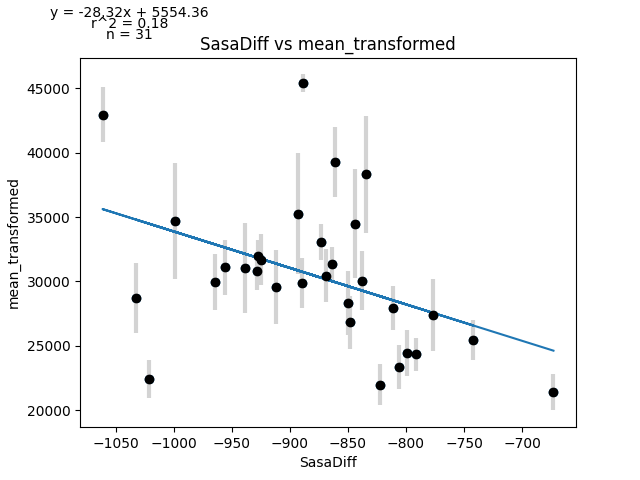 y = -28.32x + 5554.36
r^2 = 0.18
n = 31
SasaDiff vs mean_transformed
45000
40000
35000
30000
25000
20000
mean_transformed
−1050 −1000 −950 −900 −850 −800 −750 −700
SasaDiff